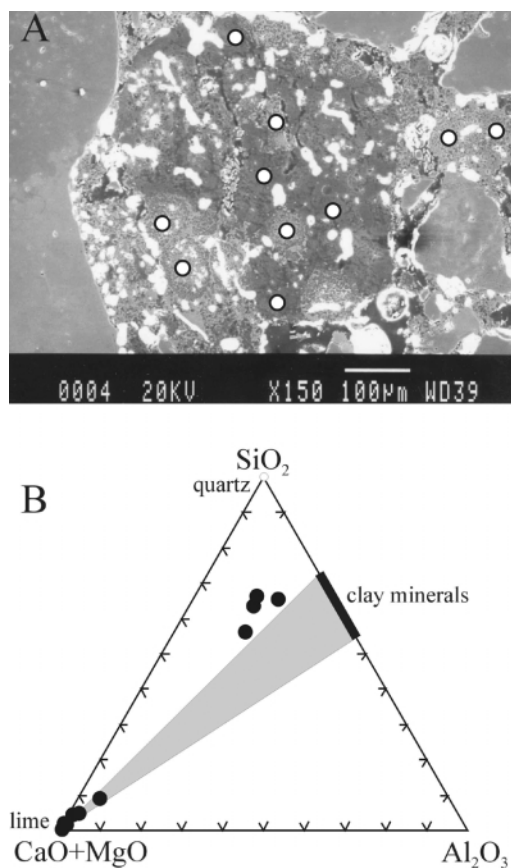 A
0004 20KV X150 100μm WD39
B
SiO₂
quartz
clay minerals
lime
CaO+MgO
Al₂O₃